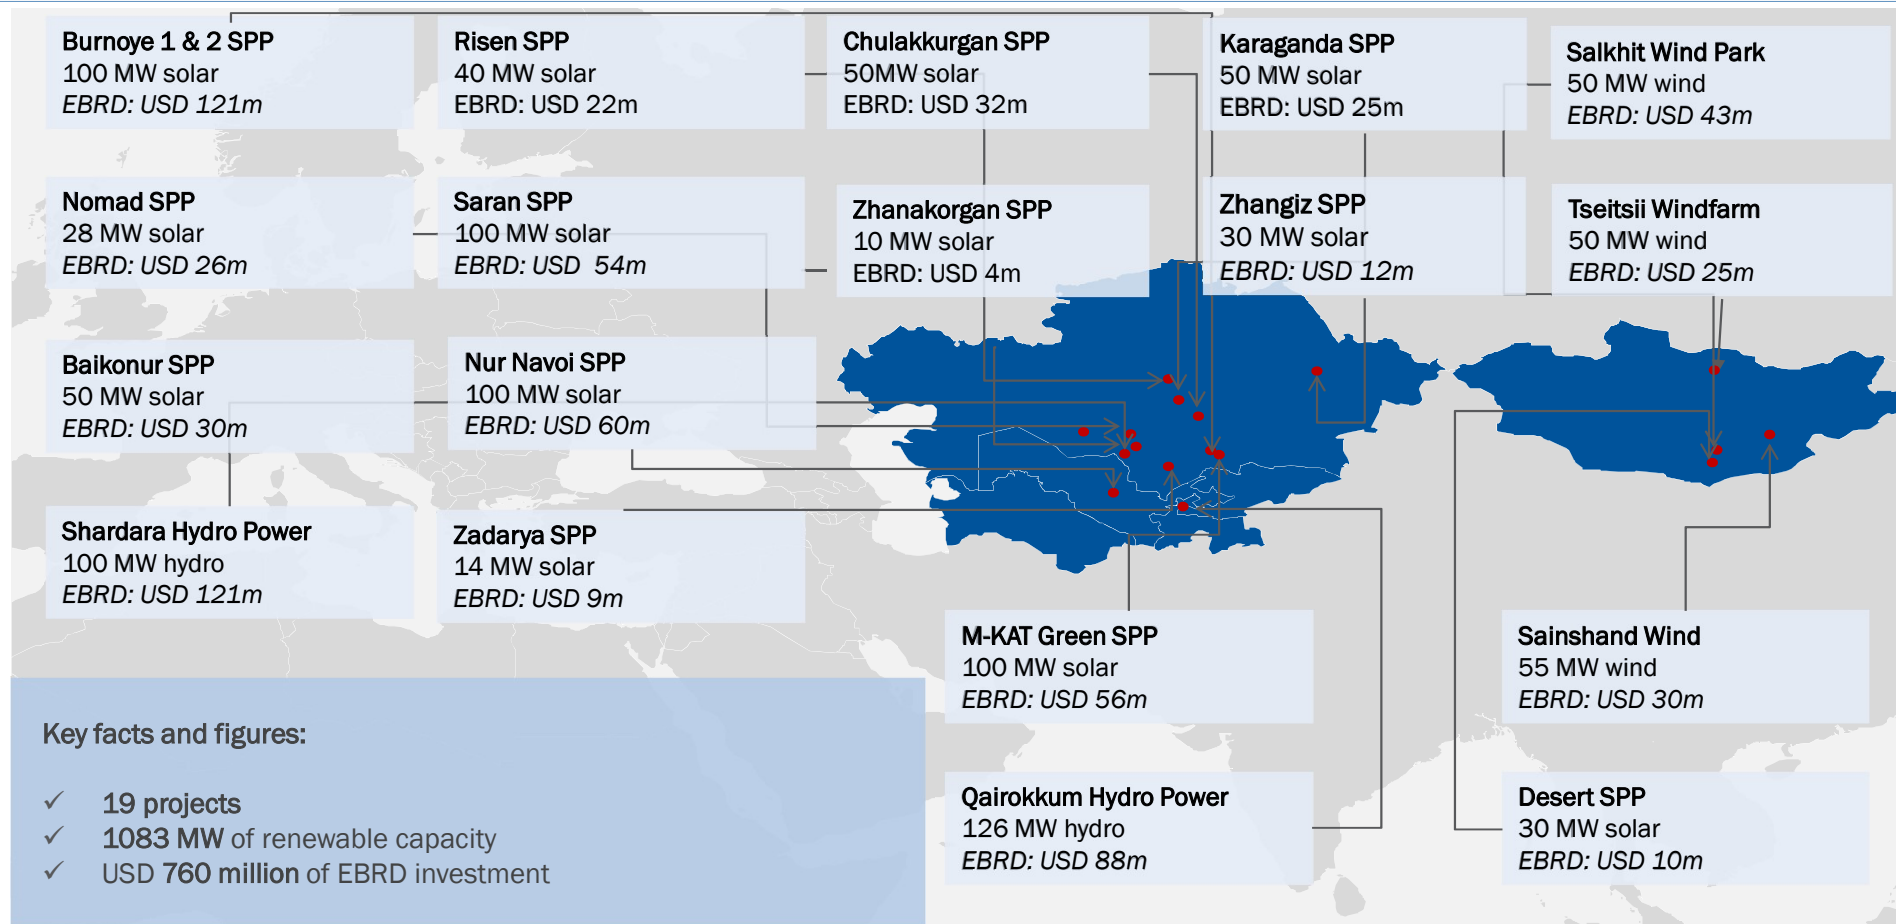 Burnoye 1 & 2 SPP
100 MW solar
EBRD: USD 121m
Risen SPP
40 MW solar
EBRD: USD 22m
Chulakkurgan SPP
50MW solar
EBRD: USD 32m
Karaganda SPP
50 MW solar
EBRD: USD 25m
Salkhit Wind Park
50 MW wind
EBRD: USD 43m
Nomad SPP
28 MW solar
EBRD: USD 26m
Saran SPP
100 MW solar
EBRD: USD 54m
Zhanakorgan SPP
10 MW solar
EBRD: USD 4m
Zhangiz SPP
30 MW solar
EBRD: USD 12m
Tseitsii Windfarm
50 MW wind
EBRD: USD 25m
Baikonur SPP
50 MW solar
EBRD: USD 30m
Nur Navoi SPP
100 MW solar
EBRD: USD 60m
Shardara Hydro Power
100 MW hydro
EBRD: USD 121m
Zadarya SPP
14 MW solar
EBRD: USD 9m
M-KAT Green SPP
100 MW solar
EBRD: USD 56m
Sainshand Wind
55 MW wind
EBRD: USD 30m
Qairokkum Hydro Power
126 MW hydro
EBRD: USD 88m
Desert SPP
30 MW solar
EBRD: USD 10m
Key facts and figures:
✓ 19 projects
✓ 1083 MW of renewable capacity
✓ USD 760 million of EBRD investment